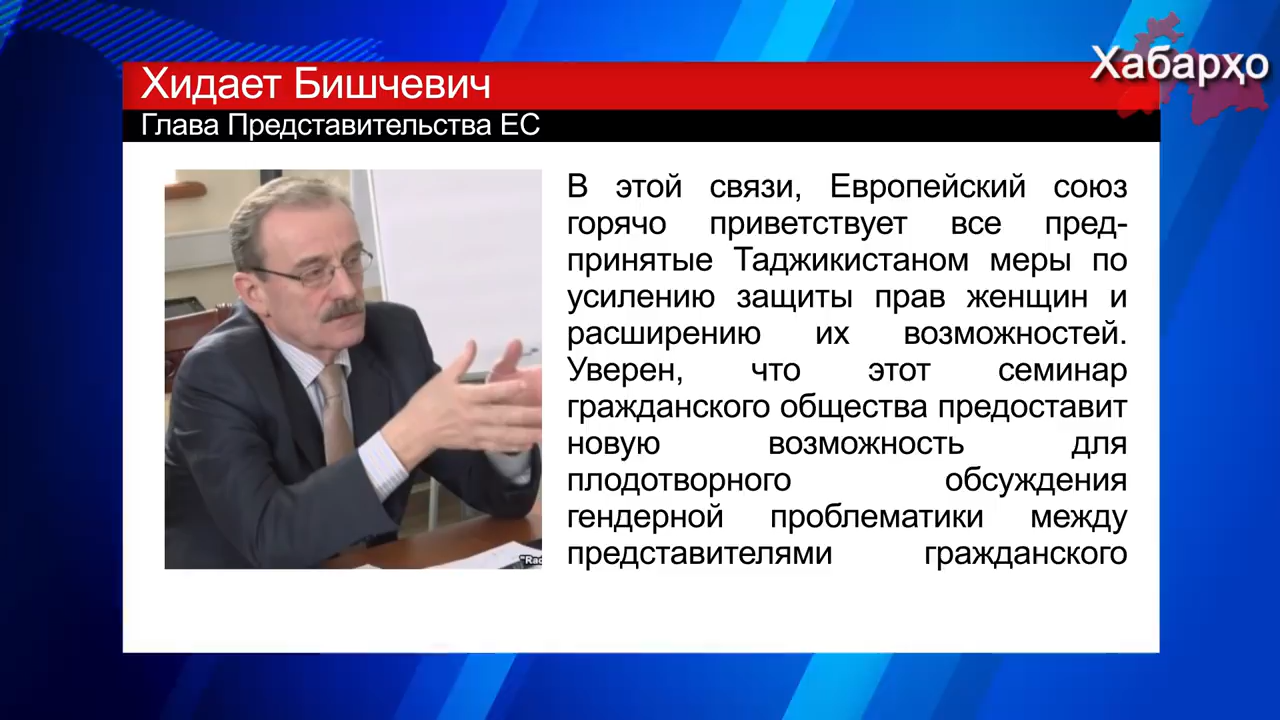 Хабарҳо
Хидает Бишчевич
Глава Представительства ЕС
В этой связи, Европейский союз
горячо приветствует все пред-
принятые Таджикистаном меры по
усилению защиты прав женщин и
расширению их возможностей.
Уверен, что этот семинар
гражданского общества предоставит
новую возможность для
плодотворного обсуждения
гендерной проблематики между
представителями гражданского